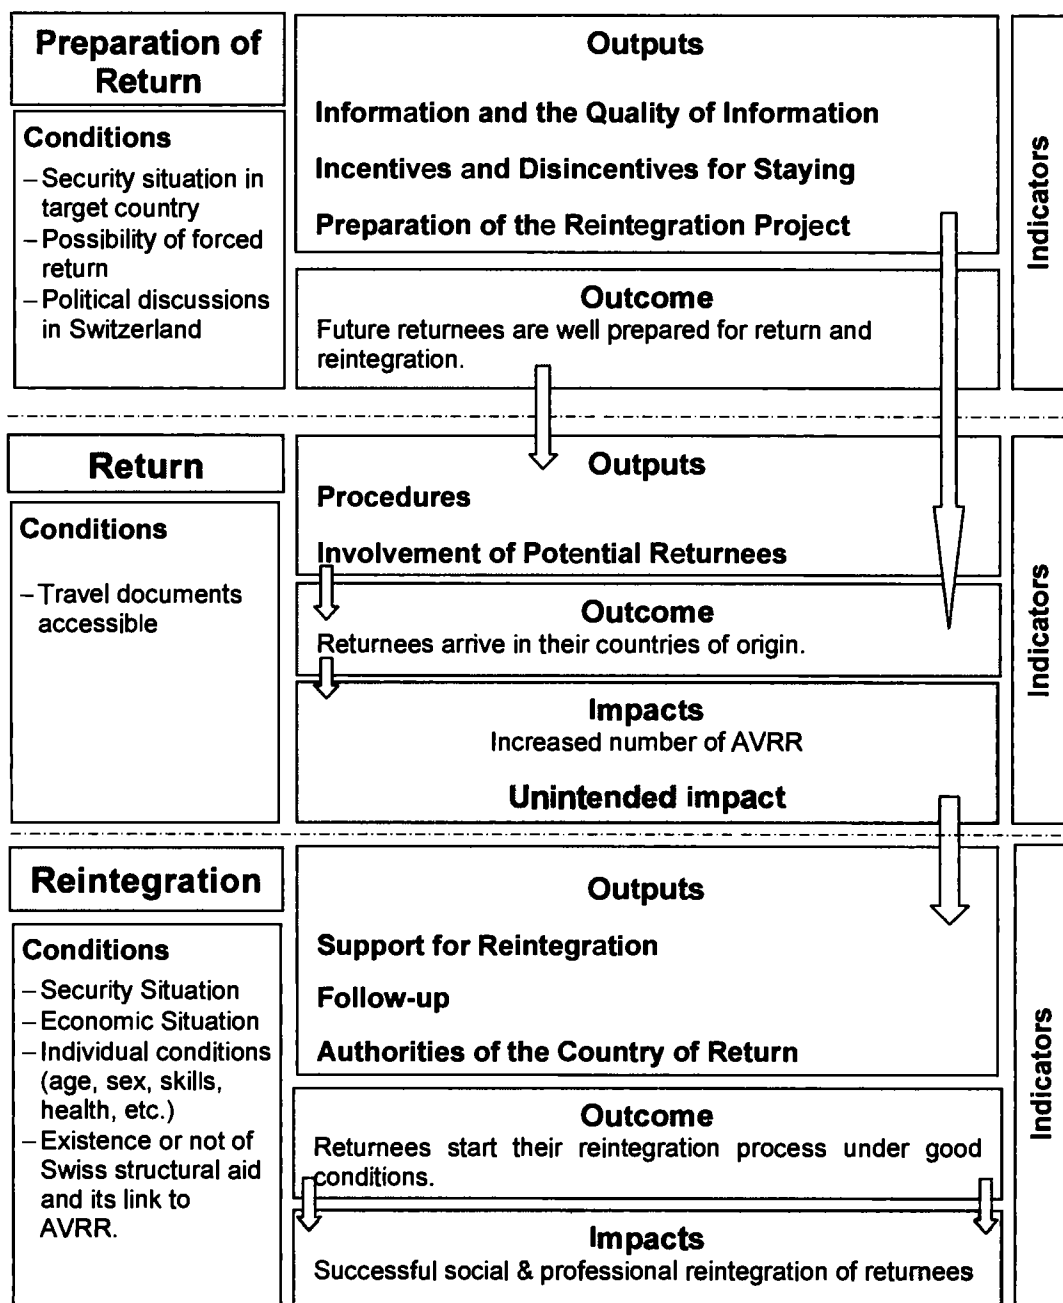 Preparation of
Return
Conditions
– Security situation in
target country
– Possibility of forced
return
– Political discussions
in Switzerland
Outputs
Information and the Quality of Information
Incentives and Disincentives for Staying
Preparation of the Reintegration Project
Outcome
Future returnees are well prepared for return and
reintegration.
Indicators
Return
Conditions
– Travel documents
accessible
Outputs
Procedures
Involvement of Potential Returnees
Outcome
Returnees arrive in their countries of origin.
Impacts
Increased number of AVRR
Unintended impact
Indicators
Reintegration
Conditions
– Security Situation
– Economic Situation
– Individual conditions
(age, sex, skills,
health, etc.)
– Existence or not of
Swiss structural aid
and its link to
AVRR.
Outputs
Support for Reintegration
Follow-up
Authorities of the Country of Return
Outcome
Returnees start their reintegration process under good
conditions.
Impacts
Successful social & professional reintegration of returnees
Indicators